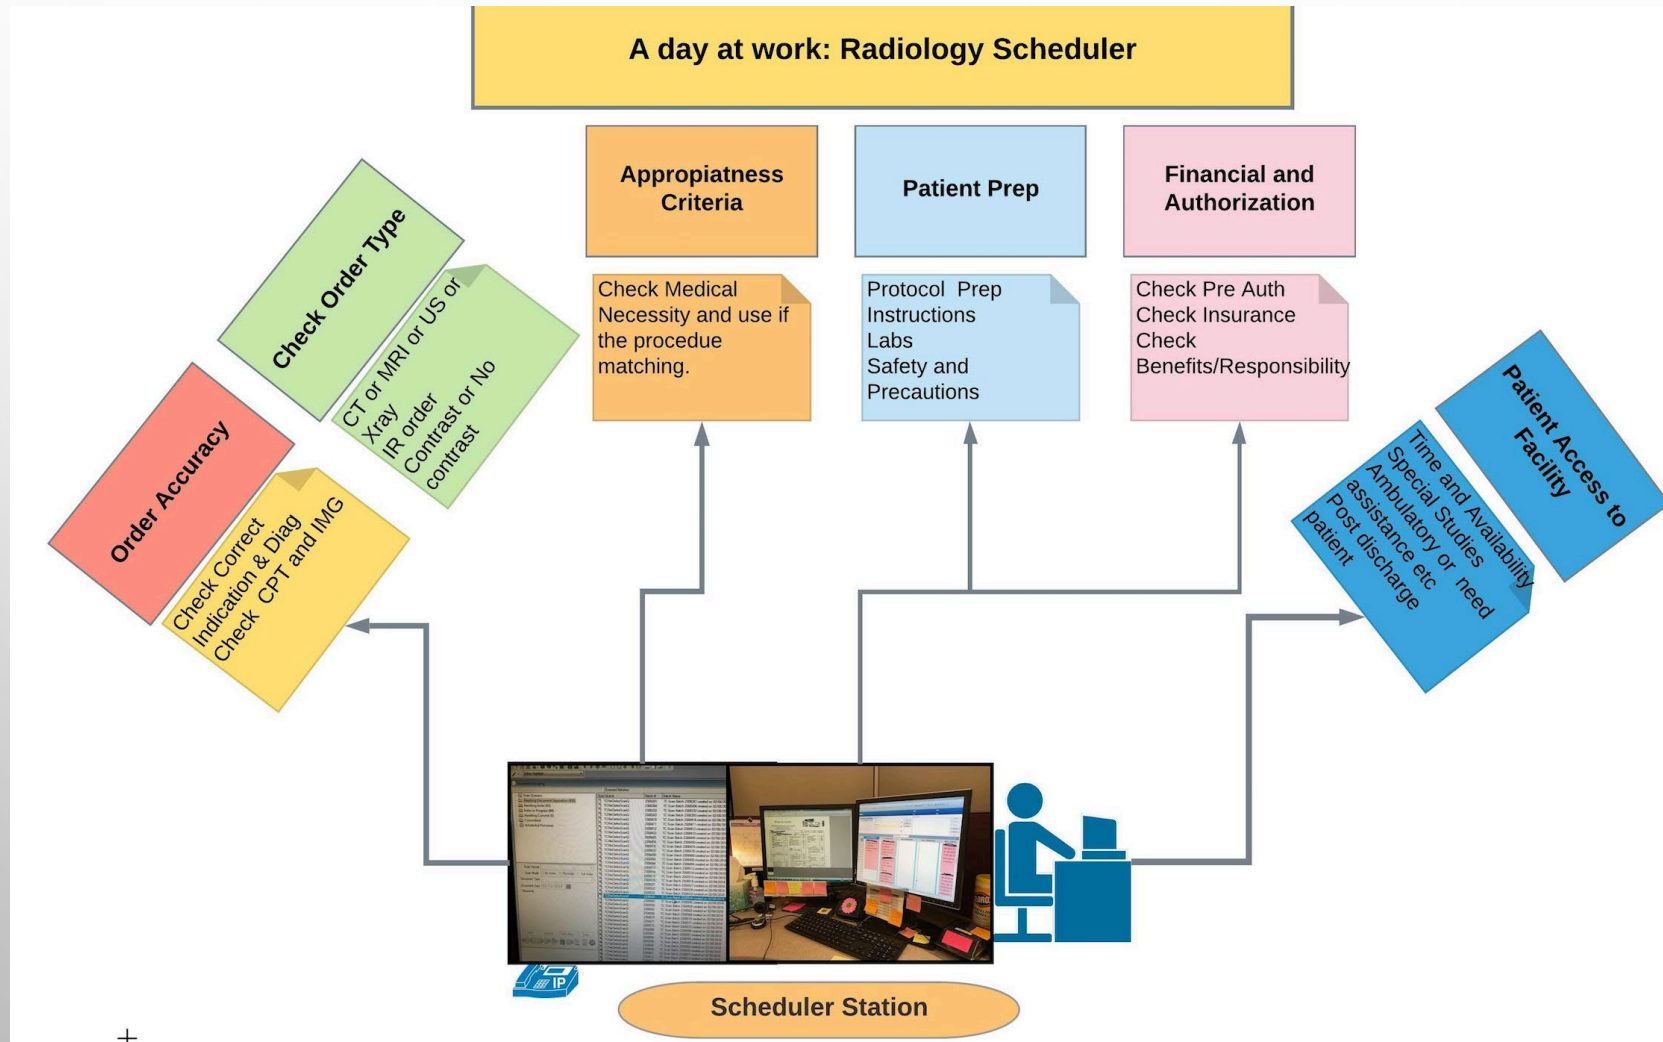 A day at work: Radiology Scheduler
Order Accuracy
Check Correct
Indication & Diag
Check CPT and IMG
Check Order Type
CT or MRI or US or
Xray
IR order
Contrast or No
contrast
Appropiatness
Criteria
Check Medical
Necessity and use if
the procedue
matching.
Patient Prep
Protocol Prep
Instructions
Labs
Safety and
Precautions
Financial and
Authorization
Check Pre Auth
Check Insurance
Check
Benefits/Responsibility
Patient Access to
Facility
Time and Availability
Special Studies
Ambulatory or need
assistance etc
Post discharge
patient
IP
Scheduler Station